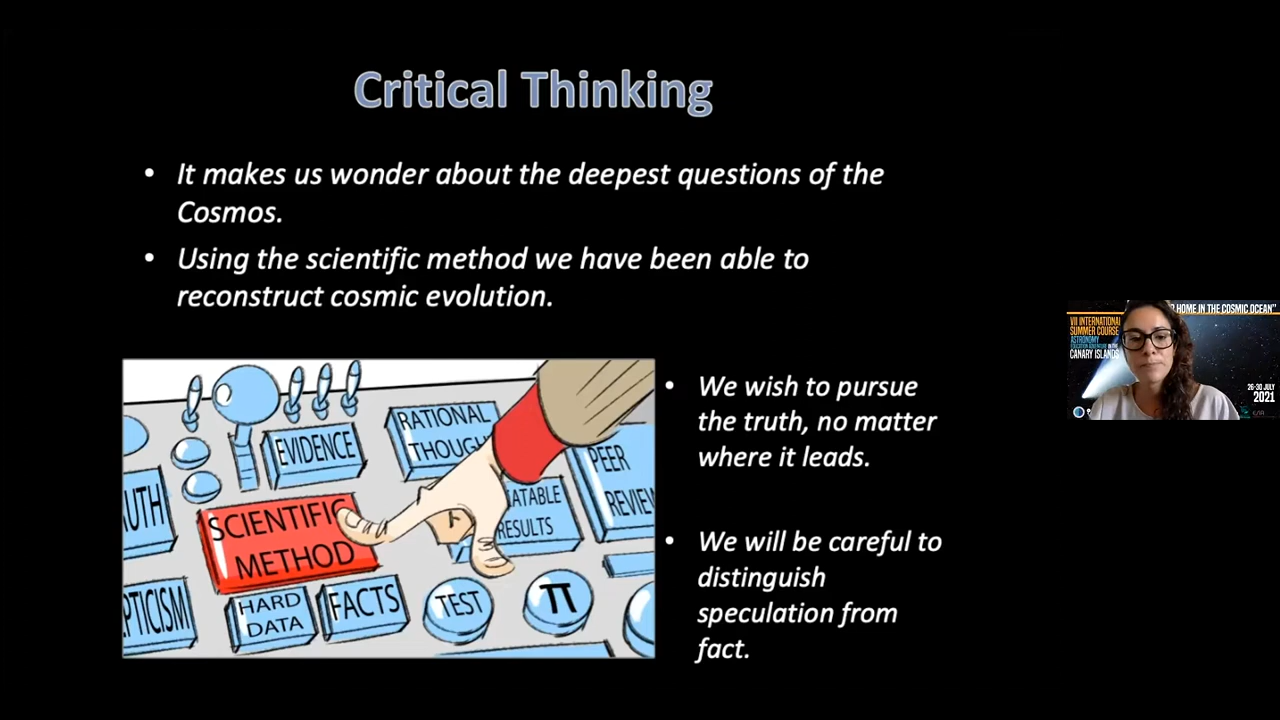 Critical Thinking
• It makes us wonder about the deepest questions of the
Cosmos.
• Using the scientific method we have been able to
reconstruct cosmic evolution.
• We wish to pursue
the truth, no matter
where it leads.
• We will be careful to
distinguish
speculation from
fact.
EVIDENCE
RATIONAL
THOUGH
PEER
REVIEW
UTH
SCIENTIFIC
METHOD
ATABLE
RESULTS
PTICISM
HARD
DATA
FACTS
TEST
π
HOME IN THE COSMIC OCEAN"
VII INTERNATIONAL
SUMMER COURSE
ASTRONOMY
EDUCATION ADVENTURE IN THE
CANARY ISLANDS
26-30 JULY
2021